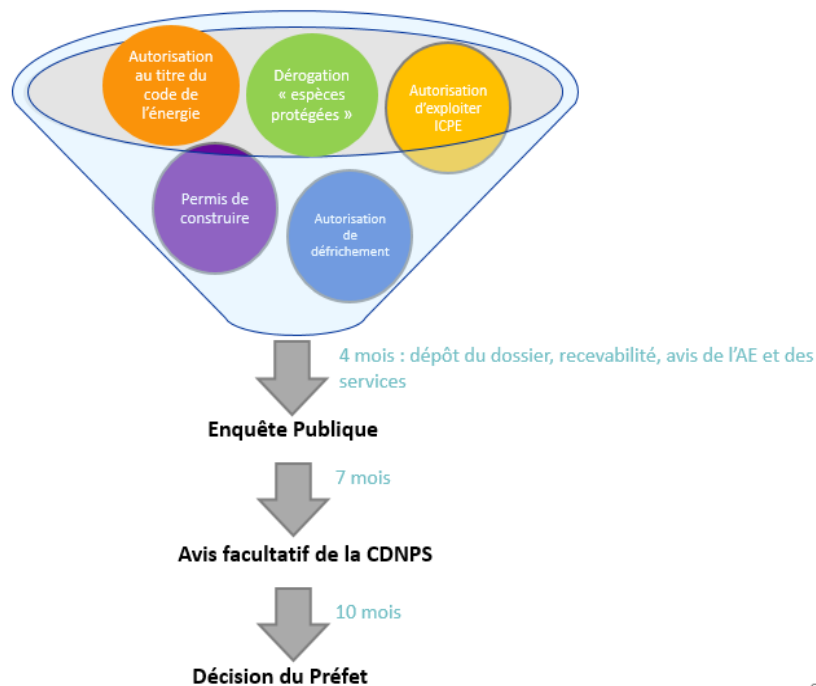 Autorisation
au titre du
code de
l'énergie
Dérogation
« espèces
protégées »
Autorisation
d'exploiter
ICPE
Permis de
construire
Autorisation
de
défrichement
4 mois : dépôt du dossier, recevabilité, avis de l'AE et des
services
Enquête Publique
7 mois
Avis facultatif de la CDNPS
10 mois
Décision du Préfet